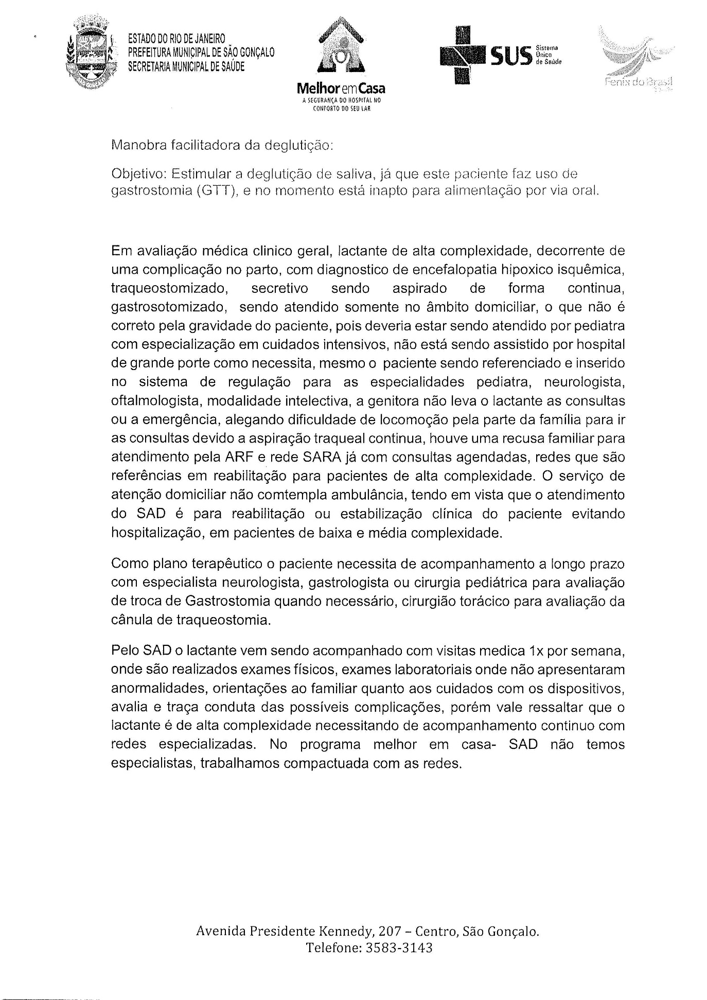 ESTADO DO RIO DE JANEIRO
PREFEITURA MUNICIPAL DE SÃO GONÇALO
SECRETARIA MUNICIPAL DE SAÚDE
Melhor em Casa
A SEGURANÇA DO HOSPITAL NO
CONFORTO DO SEU LAR
SUS
Sistema
Único
de Saúde
Fenix do Brasil
Manobra facilitadora da deglutição:
Objetivo: Estimular a deglutição de saliva, já que este paciente faz uso de
gastrostomia (GTT), e no momento está inapto para alimentação por via oral.
Em avaliação médica clinico geral, lactante de alta complexidade, decorrente de
uma complicação no parto, com diagnostico de encefalopatia hipoxico isquêmica,
traqueostomizado, secretivo sendo aspirado de forma continua,
gastrosotomizado, sendo atendido somente no âmbito domiciliar, o que não é
correto pela gravidade do paciente, pois deveria estar sendo atendido por pediatra
com especialização em cuidados intensivos, não está sendo assistido por hospital
de grande porte como necessita, mesmo o paciente sendo referenciado e inserido
no sistema de regulação para as especialidades pediatra, neurologista,
oftalmologista, modalidade intelectiva, a genitora não leva o lactante as consultas
ou a emergência, alegando dificuldade de locomoção pela parte da família para ir
as consultas devido a aspiração traqueal continua, houve uma recusa familiar para
atendimento pela ARF e rede SARA já com consultas agendadas, redes que são
referências em reabilitação para pacientes de alta complexidade. O serviço de
atenção domiciliar não comtempla ambulância, tendo em vista que o atendimento
do SAD é para reabilitação ou estabilização clínica do paciente evitando
hospitalização, em pacientes de baixa e média complexidade.
Como plano terapêutico o paciente necessita de acompanhamento a longo prazo
com especialista neurologista, gastrologista ou cirurgia pediátrica para avaliação
de troca de Gastrostomia quando necessário, cirurgião torácico para avaliação da
cânula de traqueostomia.
Pelo SAD o lactante vem sendo acompanhado com visitas medica 1x por semana,
onde são realizados exames físicos, exames laboratoriais onde não apresentaram
anormalidades, orientações ao familiar quanto aos cuidados com os dispositivos,
avalia e traça conduta das possíveis complicações, porém vale ressaltar que o
lactante é de alta complexidade necessitando de acompanhamento continuo com
redes especializadas. No programa melhor em casa- SAD não temos
especialistas, trabalhamos compactuada com as redes.
Avenida Presidente Kennedy, 207 – Centro, São Gonçalo.
Telefone: 3583-3143